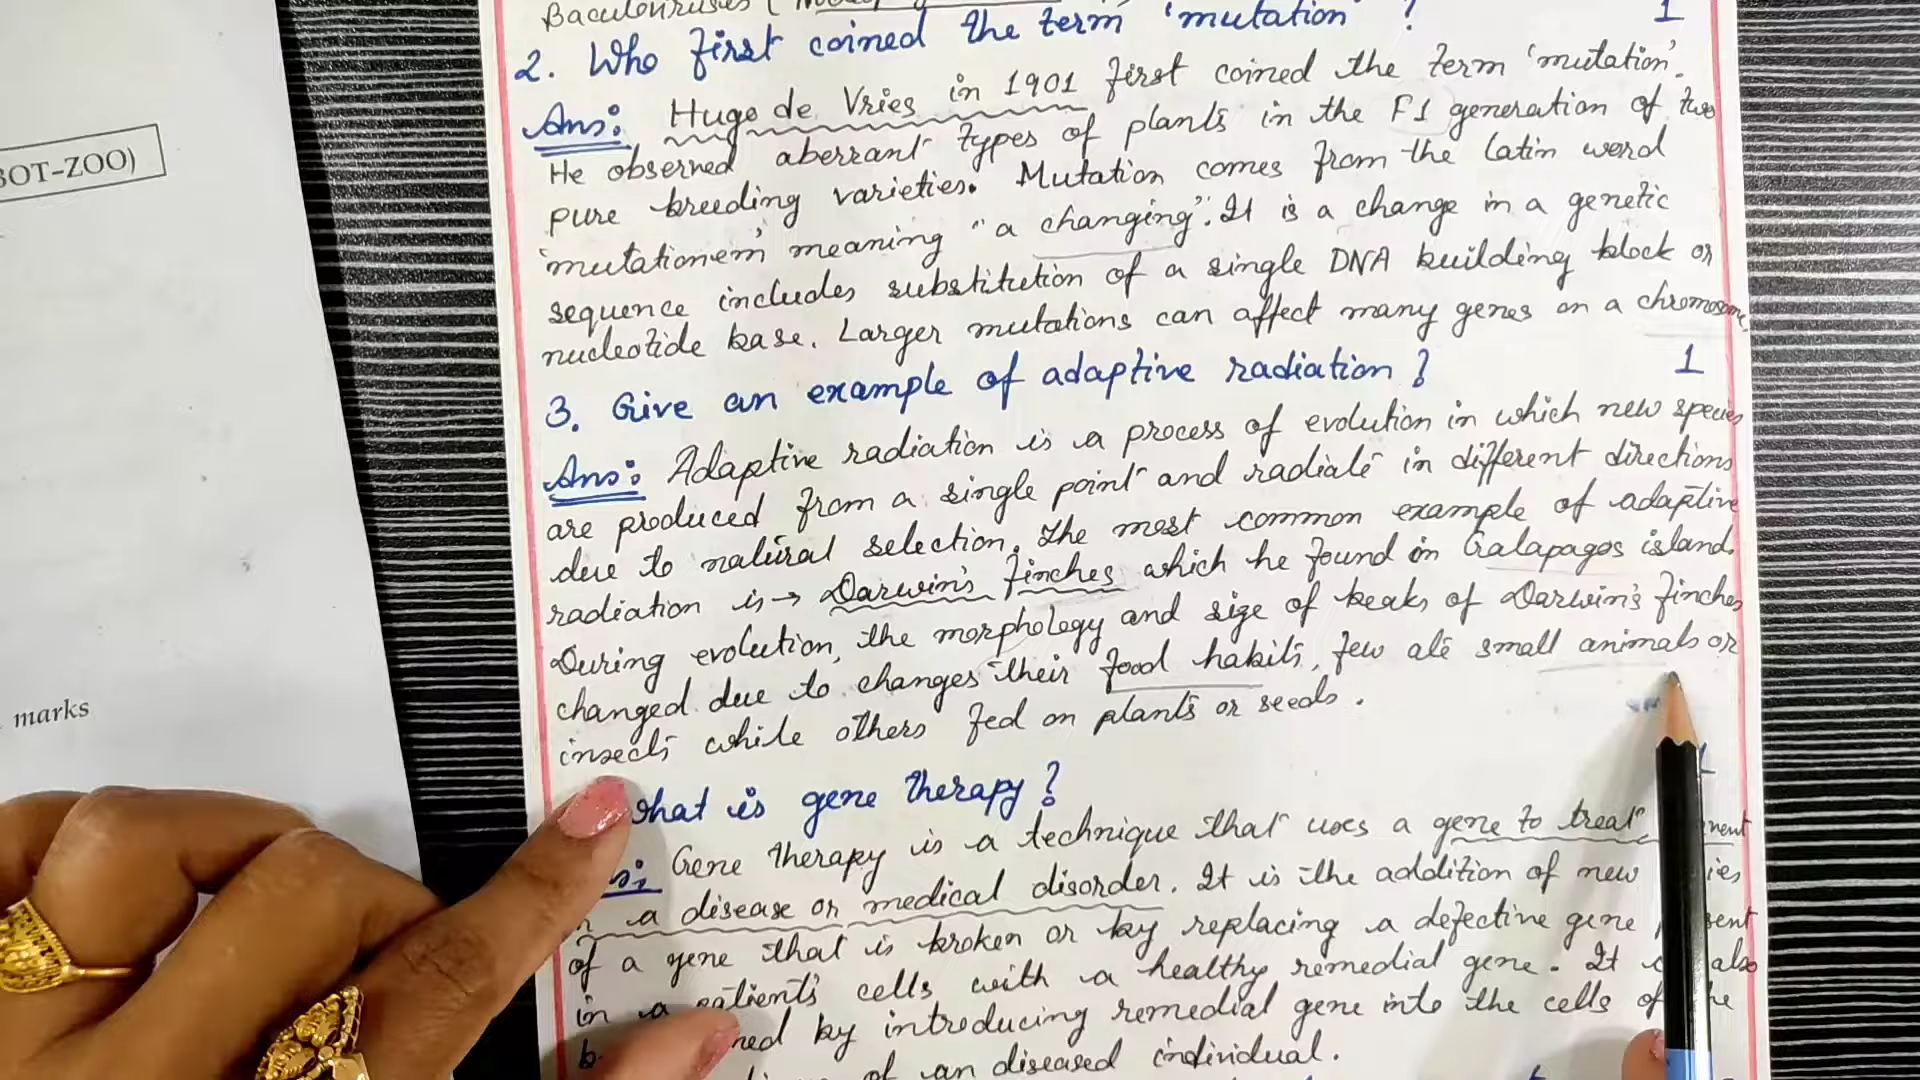 Baculoviruses (
2. Who first coined the term 'mutation' ? 1
Ans: Hugo de Vries in 1901 first coined the term 'mutation'.
He observed aberrant types of plants in the F1 generation of two
pure breeding varieties. Mutation comes from the latin word
'mutationem' meaning "a changing". It is a change in a genetic
sequence includes substitution of a single DNA building block or
nucleotide base. Larger mutations can affect many genes on a chromosome.
3. Give an example of adaptive radiation ? 1
Ans: Adaptive radiation is a process of evolution in which new species
are produced from a single point and radiate in different directions
due to natural selection. The most common example of adaptive
radiation is → Darwin's finches which he found in Galapagos island.
During evolution, the morphology and size of beaks of Darwin's finches
changed due to changes their food habits, few ate small animals or
insects while others fed on plants or seeds.
what is gene therapy ?
Gene therapy is a technique that uses a gene to treat
a disease or medical disorder. It is the addition of new
of a gene that is broken or by replacing a defective gene
in a patient's cells with a healthy remedial gene. It also
by introducing remedial gene into the cells of
of an diseased individual.
BOT-ZOO)
marks